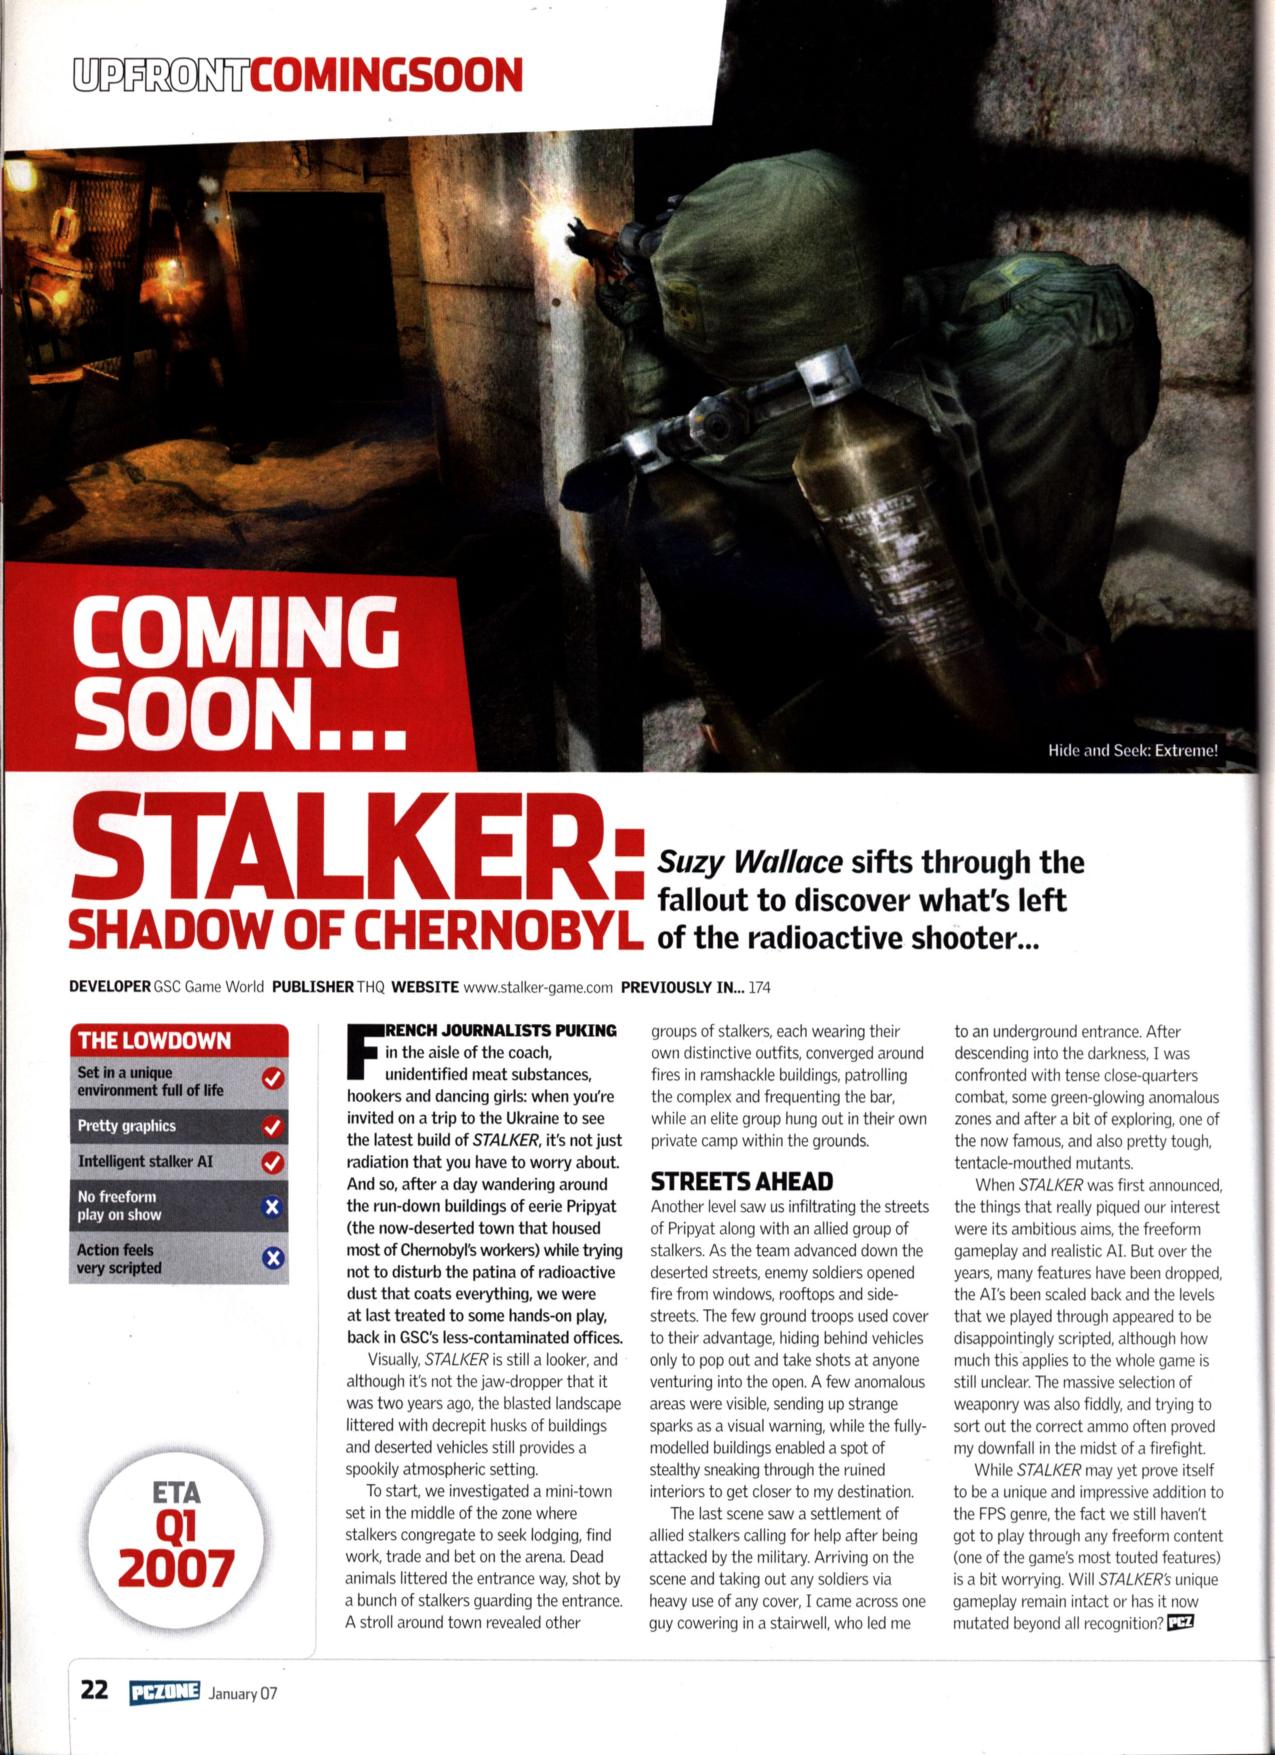 UPFRONTCOMINGSOON
COMING
SOON...
Hide and Seek: Extreme!
STALKER:
SHADOW OF CHERNOBYL
Suzy Wallace sifts through the
fallout to discover what's left
of the radioactive shooter...
DEVELOPER GSC Game World PUBLISHER THQ WEBSITE www.stalker-game.com PREVIOUSLY IN... 174
THE LOWDOWN
Set in a unique
environment full of life
Pretty graphics
Intelligent stalker AI
No freeform
play on show
Action feels
very scripted
ETA
Q1
2007
FRENCH JOURNALISTS PUKING
in the aisle of the coach,
unidentified meat substances,
hookers and dancing girls: when you're
invited on a trip to the Ukraine to see
the latest build of STALKER, it's not just
radiation that you have to worry about.
And so, after a day wandering around
the run-down buildings of eerie Pripyat
(the now-deserted town that housed
most of Chernobyl's workers) while trying
not to disturb the patina of radioactive
dust that coats everything, we were
at last treated to some hands-on play,
back in GSC's less-contaminated offices.
Visually, STALKER is still a looker, and
although it's not the jaw-dropper that it
was two years ago, the blasted landscape
littered with decrepit husks of buildings
and deserted vehicles still provides a
spookily atmospheric setting.
To start, we investigated a mini-town
set in the middle of the zone where
stalkers congregate to seek lodging, find
work, trade and bet on the arena. Dead
animals littered the entrance way, shot by
a bunch of stalkers guarding the entrance.
A stroll around town revealed other
groups of stalkers, each wearing their
own distinctive outfits, converged around
fires in ramshackle buildings, patrolling
the complex and frequenting the bar,
while an elite group hung out in their own
private camp within the grounds.
STREETS AHEAD
Another level saw us infiltrating the streets
of Pripyat along with an allied group of
stalkers. As the team advanced down the
deserted streets, enemy soldiers opened
fire from windows, rooftops and side-
streets. The few ground troops used cover
to their advantage, hiding behind vehicles
only to pop out and take shots at anyone
venturing into the open. A few anomalous
areas were visible, sending up strange
sparks as a visual warning, while the fully-
modelled buildings enabled a spot of
stealthy sneaking through the ruined
interiors to get closer to my destination.
The last scene saw a settlement of
allied stalkers calling for help after being
attacked by the military. Arriving on the
scene and taking out any soldiers via
heavy use of any cover, I came across one
guy cowering in a stairwell, who led me
to an underground entrance. After
descending into the darkness, I was
confronted with tense close-quarters
combat, some green-glowing anomalous
zones and after a bit of exploring, one of
the now famous, and also pretty tough,
tentacle-mouthed mutants.
When STALKER was first announced,
the things that really piqued our interest
were its ambitious aims, the freeform
gameplay and realistic AI. But over the
years, many features have been dropped,
the AI's been scaled back and the levels
that we played through appeared to be
disappointingly scripted, although how
much this applies to the whole game is
still unclear. The massive selection of
weaponry was also fiddly, and trying to
sort out the correct ammo often proved
my downfall in the midst of a firefight.
While STALKER may yet prove itself
to be a unique and impressive addition to
the FPS genre, the fact we still haven't
got to play through any freeform content
(one of the game's most touted features)
is a bit worrying. Will STALKER's unique
gameplay remain intact or has it now
mutated beyond all recognition? PCZ
22 PCZONE January 07